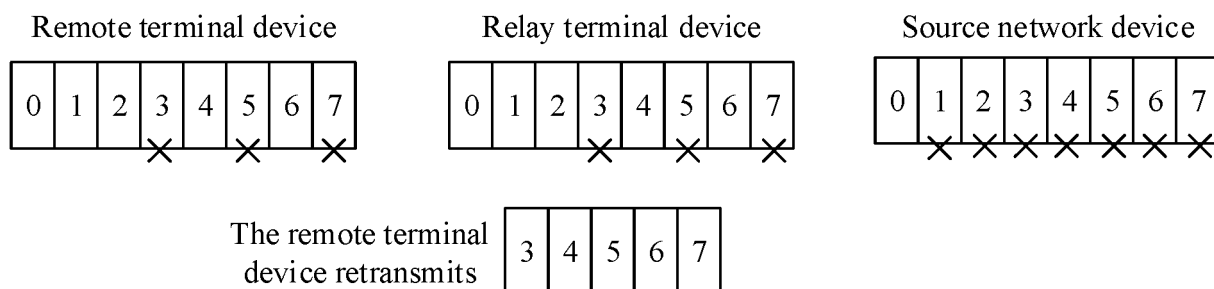 Remote terminal device
Relay terminal device
Source network device
0 1 2 3 4 5 6 7
0 1 2 3 4 5 6 7
0 1 2 3 4 5 6 7
The remote terminal
device retransmits
3 4 5 6 7